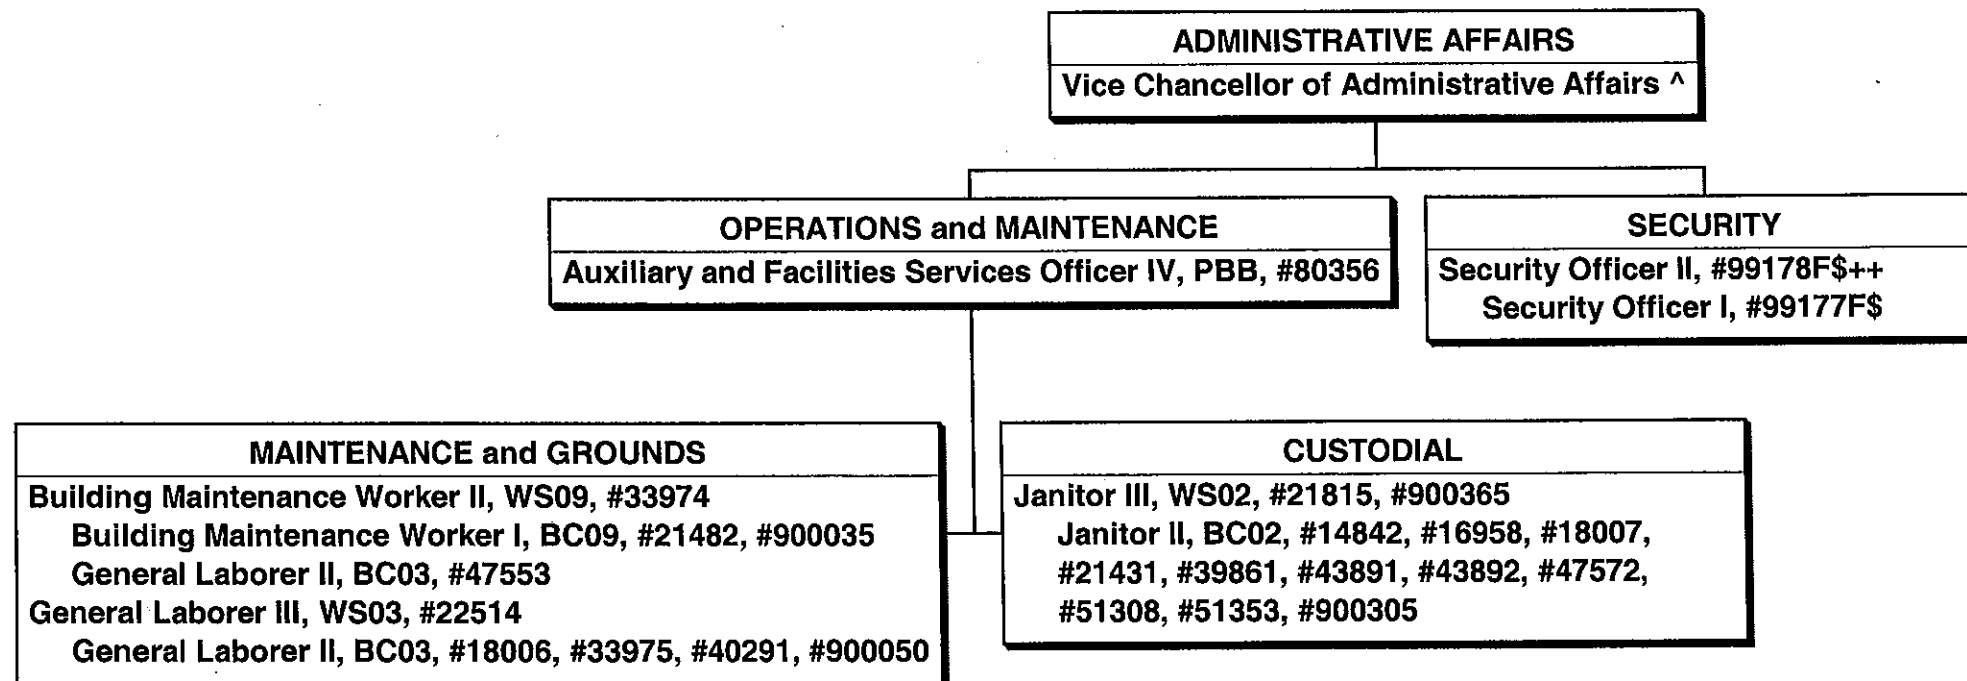 ADMINISTRATIVE AFFAIRS
Vice Chancellor of Administrative Affairs ^
OPERATIONS and MAINTENANCE
Auxiliary and Facilities Services Officer IV, PBB, #80356
SECURITY
Security Officer II, #99178F$++
Security Officer I, #99177F$
MAINTENANCE and GROUNDS
Building Maintenance Worker II, WS09, #33974
Building Maintenance Worker I, BC09, #21482, #900035
General Laborer II, BC03, #47553
General Laborer III, WS03, #22514
General Laborer II, BC03, #18006, #33975, #40291, #900050
CUSTODIAL
Janitor III, WS02, #21815, #900365
Janitor II, BC02, #14842, #16958, #18007,
#21431, #39861, #43891, #43892, #47572,
#51308, #51353, #900305